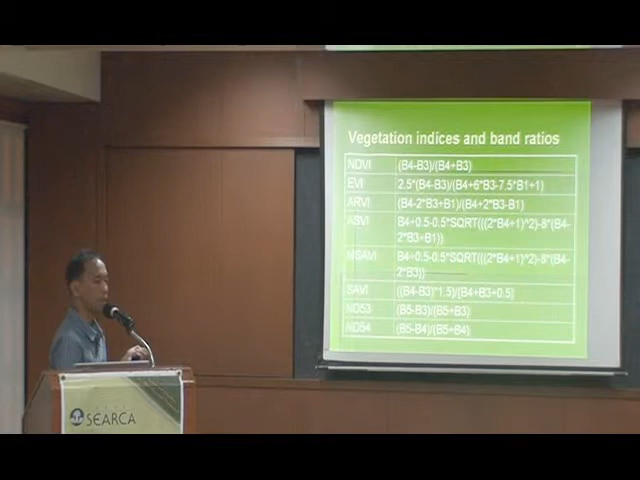 Vegetation indices and band ratios
NDVI (B4-B3)/(B4+B3)
EVI 2.5*(B4-B3)/(B4+6*B3-7.5*B1+1)
ARVI (B4-2*B3+B1)/(B4+2*B3-B1)
ASVI B4+0.5-0.5*SQRT(((2*B4+1)^2)-8*(B4-
2*B3+B1))
MSAVI B4+0.5-0.5*SQRT(((2*B4+1)^2)-8*(B4-
2*B3))
SAVI ((B4-B3)*1.5)/(B4+B3+0.5)
ND53 (B5-B3)/(B5+B3)
ND54 (B5-B4)/(B5+B4)
SEARCA